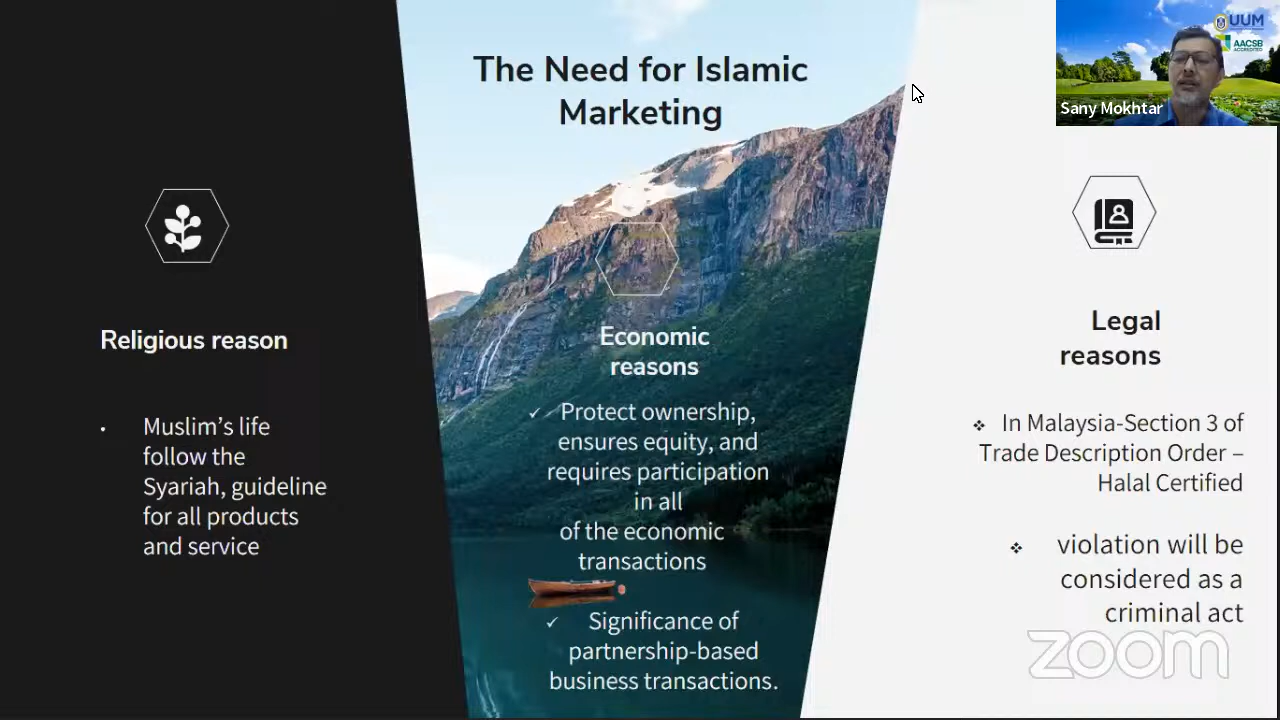 The Need for Islamic
Marketing
UUM
AACSB
ACCREDITED
Sany Mokhtar
Religious reason
• Muslim's life
follow the
Syariah, guideline
for all products
and service
Economic
reasons
✓ Protect ownership,
ensures equity, and
requires participation
in all
of the economic
transactions
✓ Significance of
partnership-based
business transactions.
Legal
reasons
❖ In Malaysia-Section 3 of
Trade Description Order –
Halal Certified
❖ violation will be
considered as a
criminal act
zoom